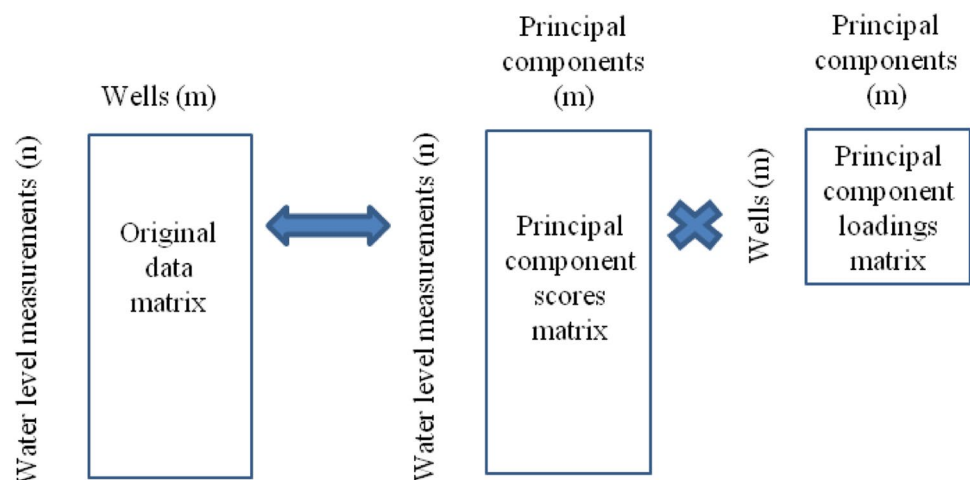 Wells (m)
Water level measurements (n)
Original
data
matrix
Principal
components
(m)
Water level measurements (n)
Principal
component
scores
matrix
Principal
components
(m)
Wells (m)
Principal
component
loadings
matrix